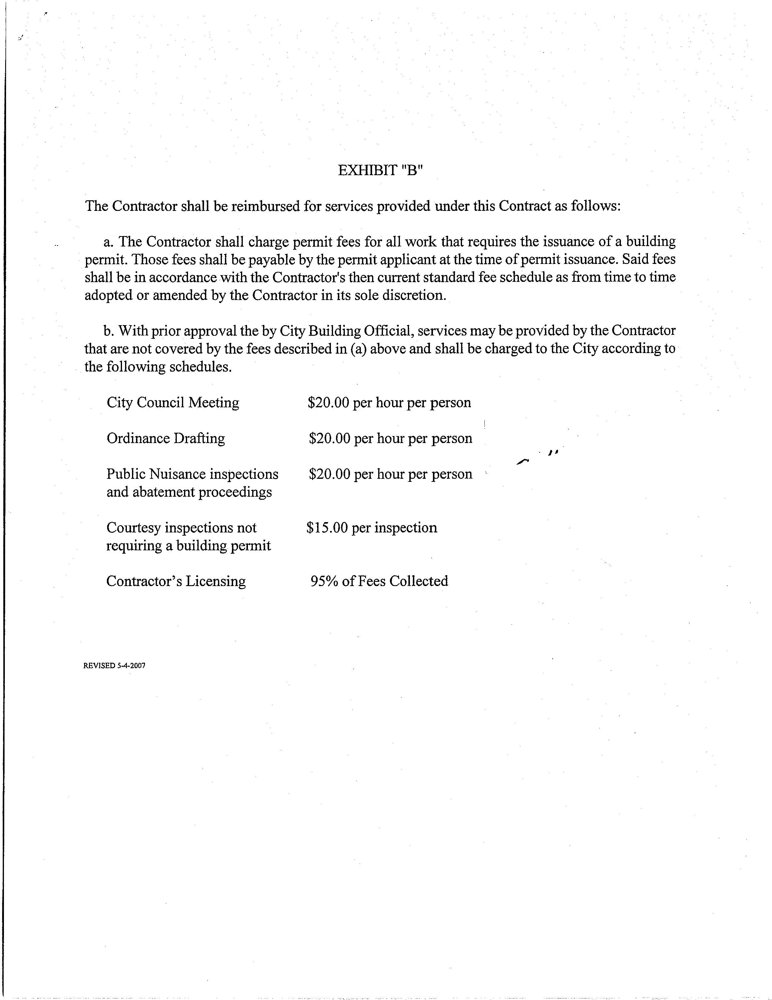 EXHIBIT "B"
The Contractor shall be reimbursed for services provided under this Contract as follows:
a. The Contractor shall charge permit fees for all work that requires the issuance of a building
permit. Those fees shall be payable by the permit applicant at the time of permit issuance. Said fees
shall be in accordance with the Contractor's then current standard fee schedule as from time to time
adopted or amended by the Contractor in its sole discretion.
b. With prior approval the by City Building Official, services may be provided by the Contractor
that are not covered by the fees described in (a) above and shall be charged to the City according to
the following schedules.
City Council Meeting $20.00 per hour per person
Ordinance Drafting $20.00 per hour per person
Public Nuisance inspections $20.00 per hour per person
and abatement proceedings
Courtesy inspections not $15.00 per inspection
requiring a building permit
Contractor’s Licensing 95% of Fees Collected
REVISED 5-4-2007